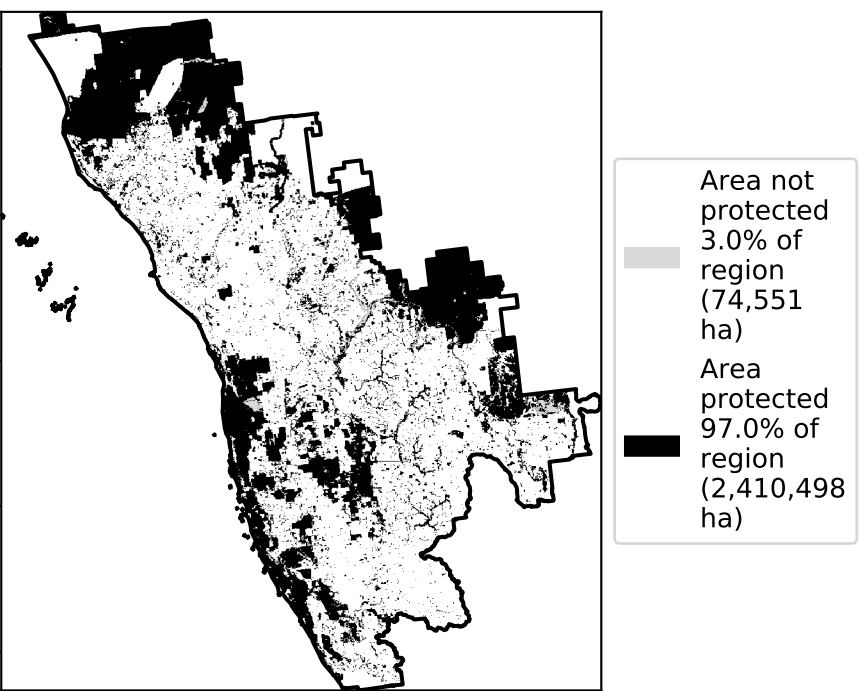 Area not
protected
3.0% of
region
(74,551
ha)
Area
protected
97.0% of
region
(2,410,498
ha)